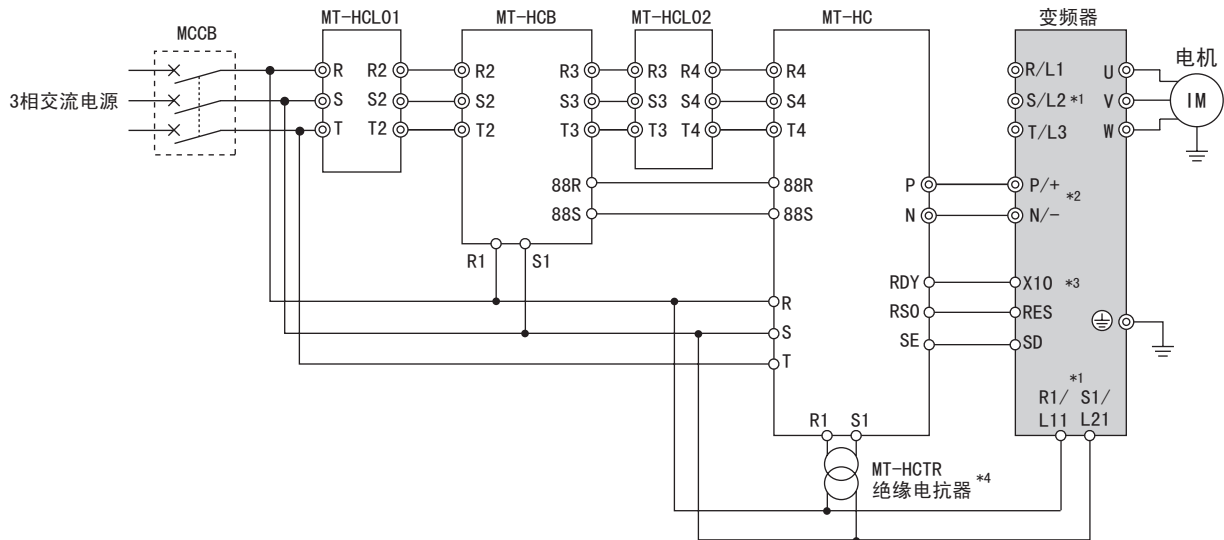 MT-HCL01 MT-HCB MT-HCL02 MT-HC 变频器
MCCB
电机
R R2 R2 R3 R3 R4 R4 R/L1 U
3相交流电源
S S2 S2 S3 S3 S4 S4 S/L2 *1 V IM
T T2 T2 T3 T3 T4 T4 T/L3 W
88R 88R P P/+ *2
88S 88S N N/-
R1 S1
RDY X10 *3
R RSO RES
S SE SD
T
*1
R1/ S1/
L11 L21
R1 S1
MT-HCTR
绝缘电抗器 *4